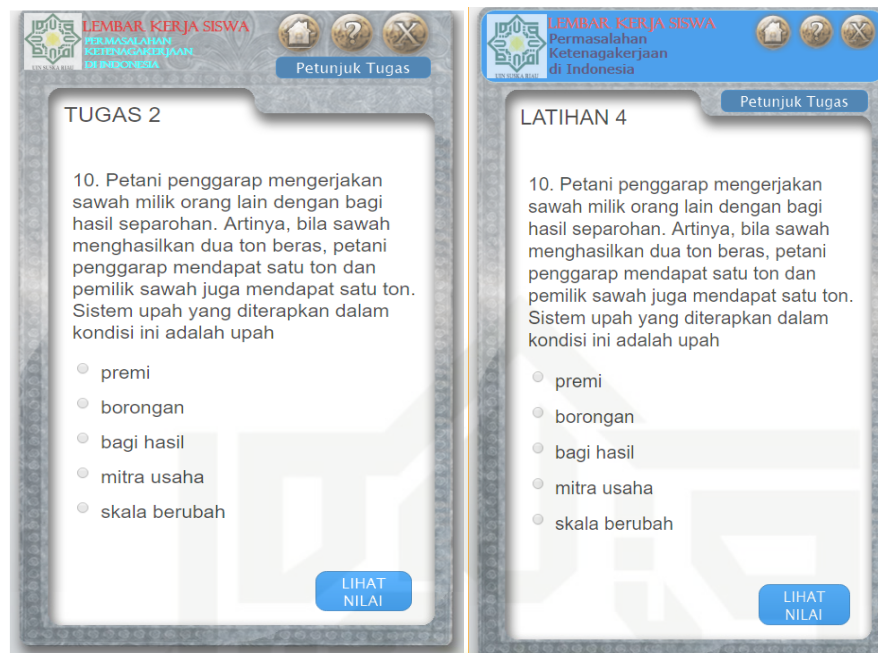 LEMBAR KERJA SISWA
PERMASALAHAN
KETENAGAKERJAAN
DI INDONESIA
UIN SUSKA RIAU
Petunjuk Tugas
TUGAS 2
10. Petani penggarap mengerjakan
sawah milik orang lain dengan bagi
hasil separohan. Artinya, bila sawah
menghasilkan dua ton beras, petani
penggarap mendapat satu ton dan
pemilik sawah juga mendapat satu ton.
Sistem upah yang diterapkan dalam
kondisi ini adalah upah
premi
borongan
bagi hasil
mitra usaha
skala berubah
LIHAT
NILAI
LEMBAR KERJA SISWA
Permasalahan
Ketenagakerjaan
di Indonesia
UIN SUSKA RIAU
Petunjuk Tugas
LATIHAN 4
10. Petani penggarap mengerjakan
sawah milik orang lain dengan bagi
hasil separohan. Artinya, bila sawah
menghasilkan dua ton beras, petani
penggarap mendapat satu ton dan
pemilik sawah juga mendapat satu ton.
Sistem upah yang diterapkan dalam
kondisi ini adalah upah
premi
borongan
bagi hasil
mitra usaha
skala berubah
LIHAT
NILAI